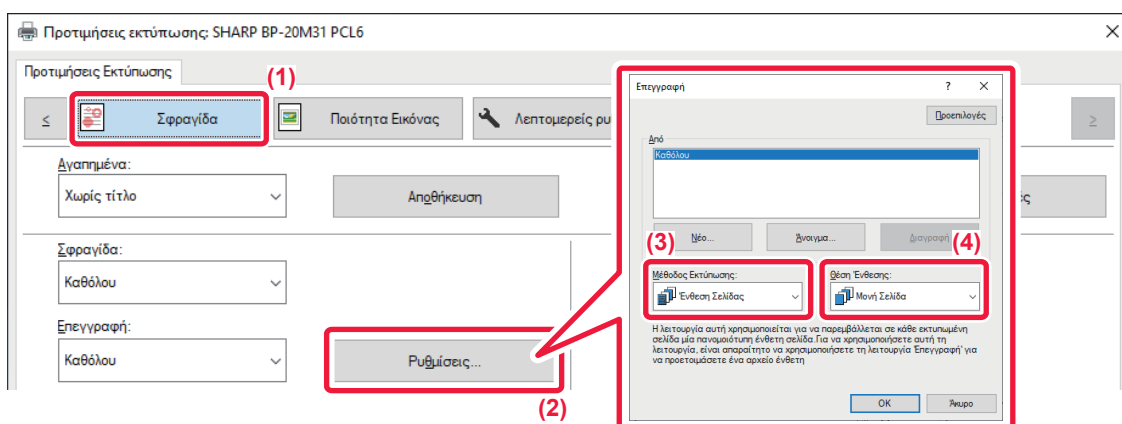 Προτιμήσεις εκτύπωσης: SHARP BP-20M31 PCL6
Προτιμήσεις Εκτύπωσης
(1)
Σφραγίδα
Ποιότητα Εικόνας
Λεπτομερείς ρυ
Αγαπημένα:
Χωρίς τίτλο
Αποθήκευση
ές
Σφραγίδα:
Καθόλου
Επεγγραφή:
Καθόλου
Ρυθμίσεις...
(2)
Επεγγραφή
?
Προεπιλογές
Από
Καθόλου
Νέο...
Άνοιγμα...
Διαγραφή
(3)
(4)
Μέθοδος Εκτύπωσης:
Ένθεση Σελίδας
Θέση Ένθεσης:
Μονή Σελίδα
Η λειτουργία αυτή χρησιμοποιείται για να παρεμβάλλεται σε κάθε εκτυπωμένη
σελίδα μία πανομοιότυπη ένθετη σελίδα.Για να χρησιμοποιήσετε αυτή τη
λειτουργία, είναι απαραίτητο να χρησιμοποιήσετε τη λειτουργία 'Επεγγραφή' για
να προετοιμάσετε ένα αρχείο ένθετη
OK
Άκυρο